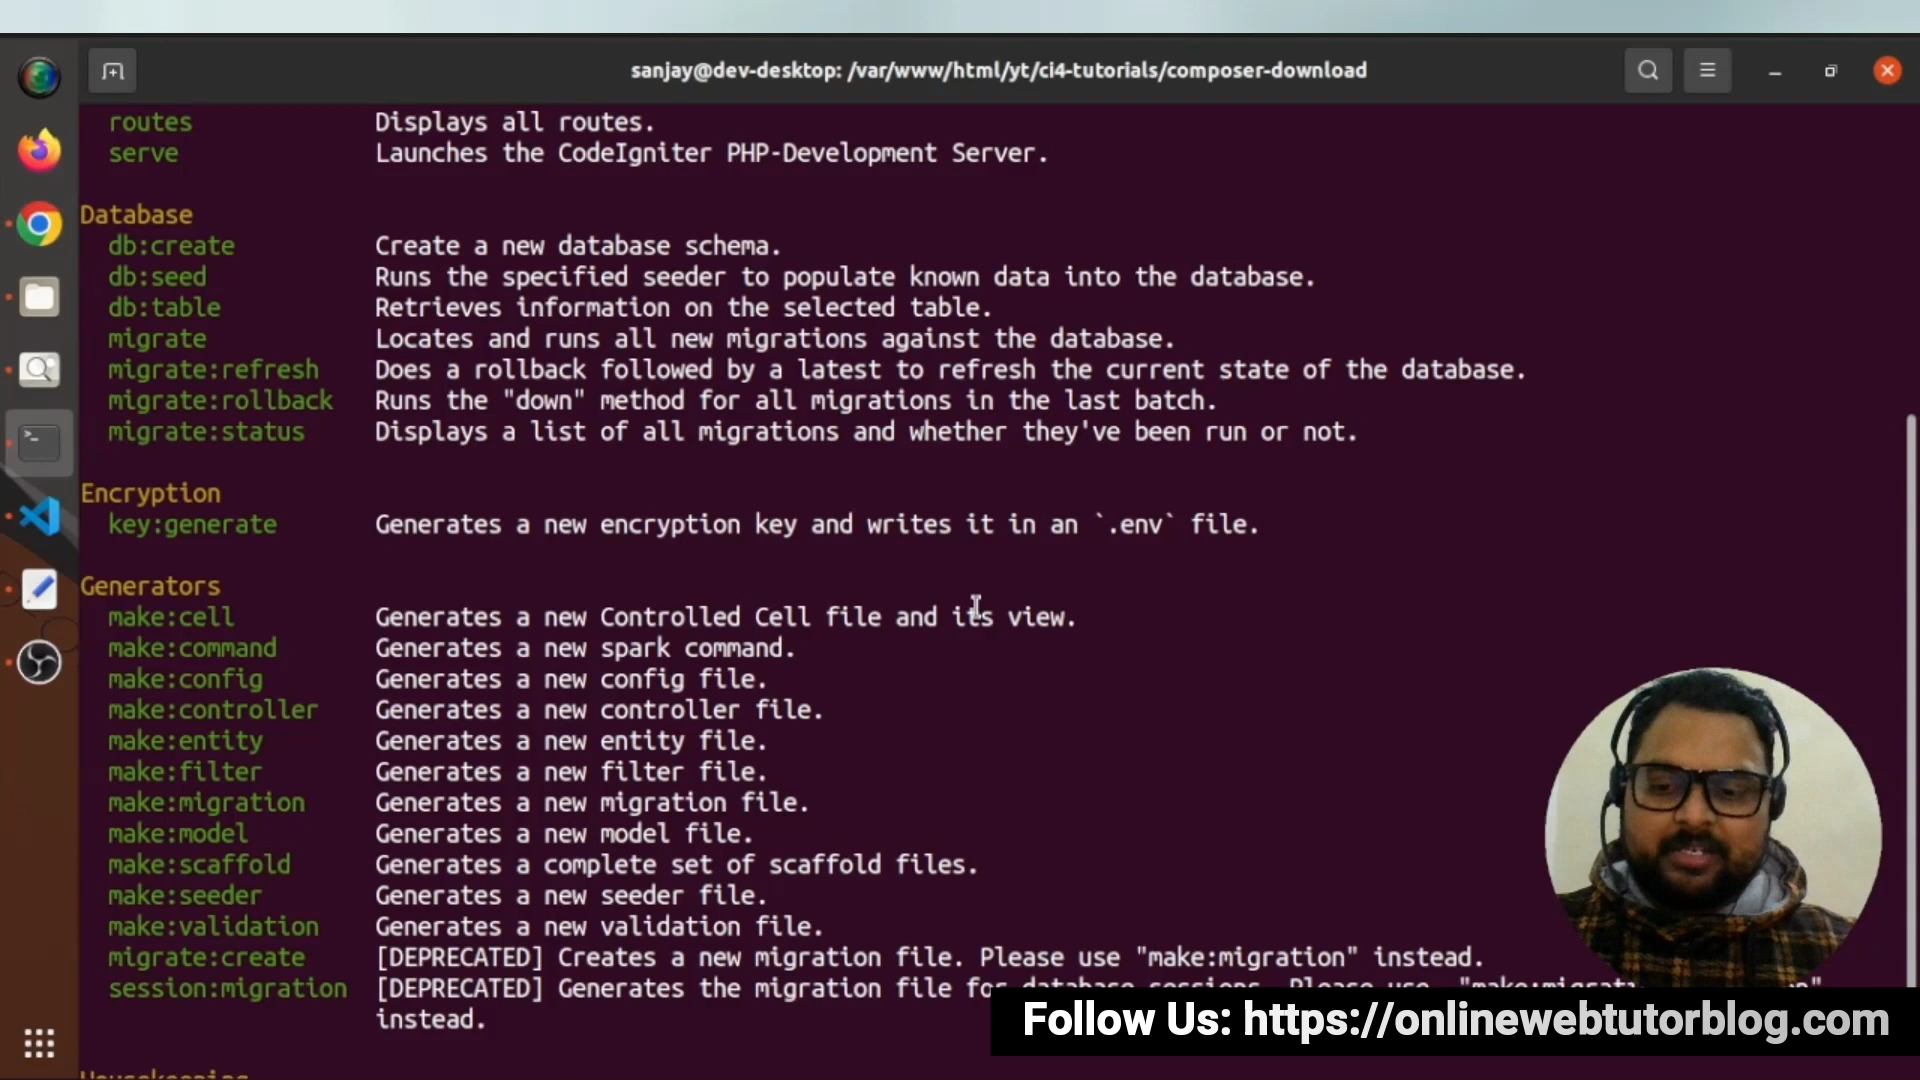 sanjay@dev-desktop: /var/www/html/yt/ci4-tutorials/composer-download
routes Displays all routes.
serve Launches the CodeIgniter PHP-Development Server.
Database
db:create Create a new database schema.
db:seed Runs the specified seeder to populate known data into the database.
db:table Retrieves information on the selected table.
migrate Locates and runs all new migrations against the database.
migrate:refresh Does a rollback followed by a latest to refresh the current state of the database.
migrate:rollback Runs the "down" method for all migrations in the last batch.
migrate:status Displays a list of all migrations and whether they've been run or not.
Encryption
key:generate Generates a new encryption key and writes it in an `.env` file.
Generators
make:cell Generates a new Controlled Cell file and its view.
make:command Generates a new spark command.
make:config Generates a new config file.
make:controller Generates a new controller file.
make:entity Generates a new entity file.
make:filter Generates a new filter file.
make:migration Generates a new migration file.
make:model Generates a new model file.
make:scaffold Generates a complete set of scaffold files.
make:seeder Generates a new seeder file.
make:validation Generates a new validation file.
migrate:create [DEPRECATED] Creates a new migration file. Please use "make:migration" instead.
session:migration [DEPRECATED] Generates the migration file for database sessions. Please use
instead.
Follow Us: https://onlinewebtutorblog.com